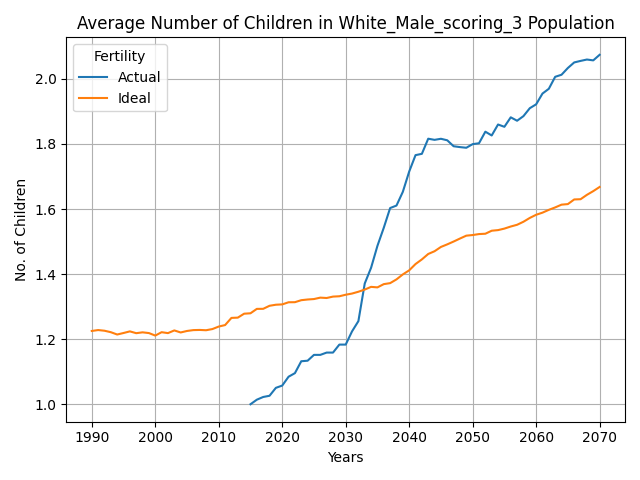 Average Number of Children in White_Male_scoring_3 Population
Fertility
Actual
Ideal
No. of Children
2.0
1.8
1.6
1.4
1.2
1.0
1990 2000 2010 2020 2030 2040 2050 2060 2070
Years